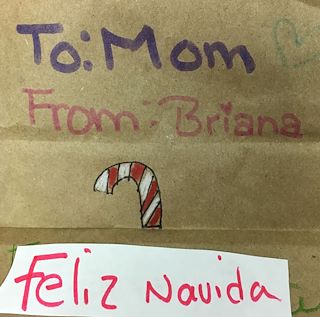 To: Mom
From: Briana
Feliz Navida